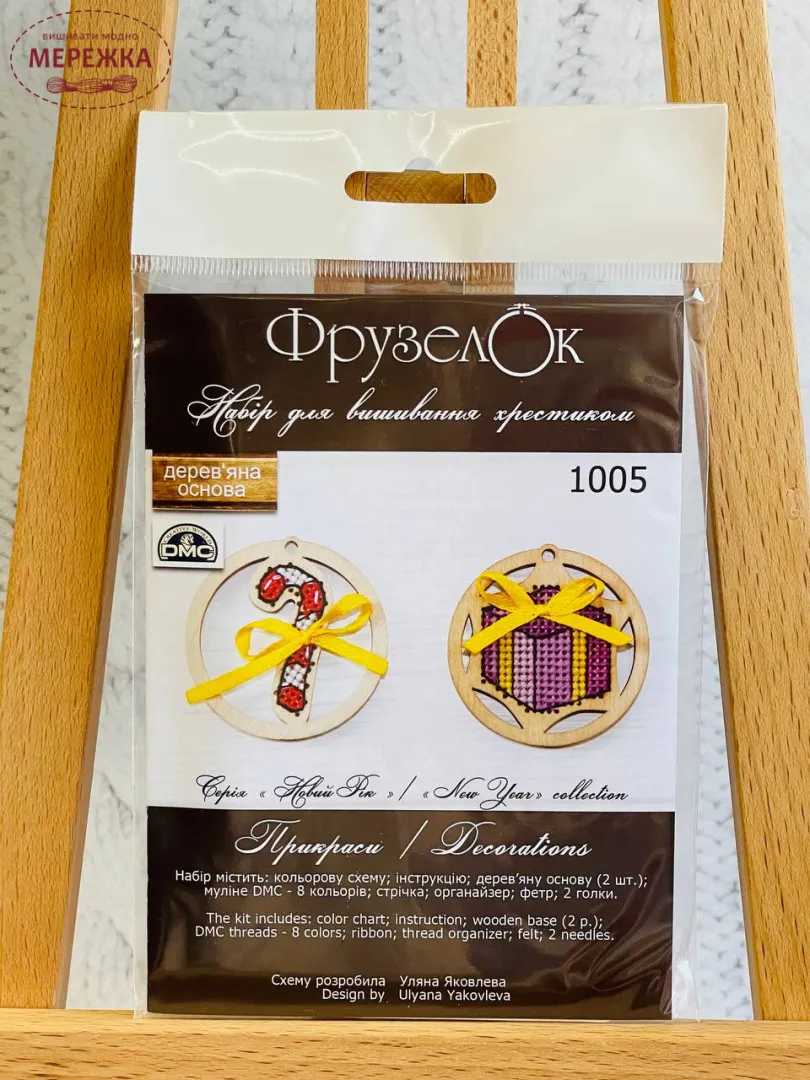 вишивати модно
МЕРЕЖКА
ФрузелОк
Набір для вишивання хрестиком
дерев'яна
основа
1005
CREATIVE WORLD
DMC
Серія « Новий Рік » / « New Year» collection
Прикраси / Decorations
Набір містить: кольорову схему; інструкцію; дерев'яну основу (2 шт.);
муліне DMC - 8 кольорів; стрічка; органайзер; фетр; 2 голки.
The kit includes: color chart; instruction; wooden base (2 p.);
DMC threads - 8 colors; ribbon; thread organizer; felt; 2 needles.
Схему розробила Уляна Яковлева
Design by Ulyana Yakovleva